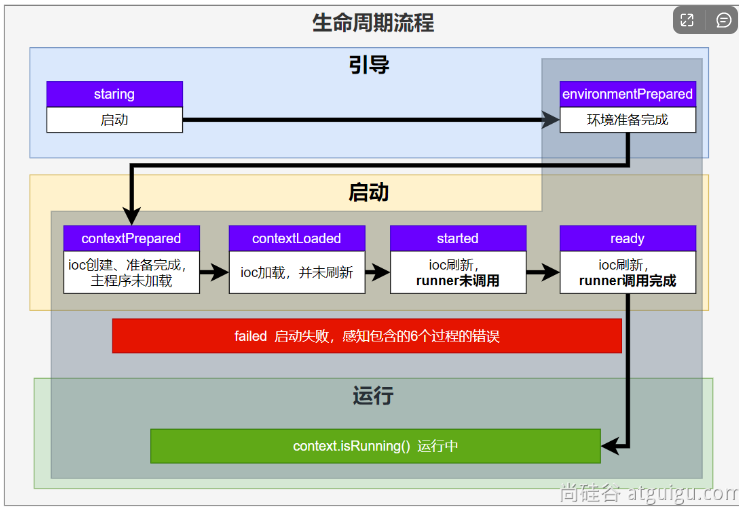 生命周期流程
引导
staring
启动
environmentPrepared
环境准备完成
启动
contextPrepared
ioc创建、准备完成，
主程序未加载
contextLoaded
ioc加载，并未刷新
started
ioc刷新，
runner未调用
ready
ioc刷新，
runner调用完成
failed 启动失败，感知包含的6个过程的错误
运行
context.isRunning() 运行中
尚硅谷 atguigu.com